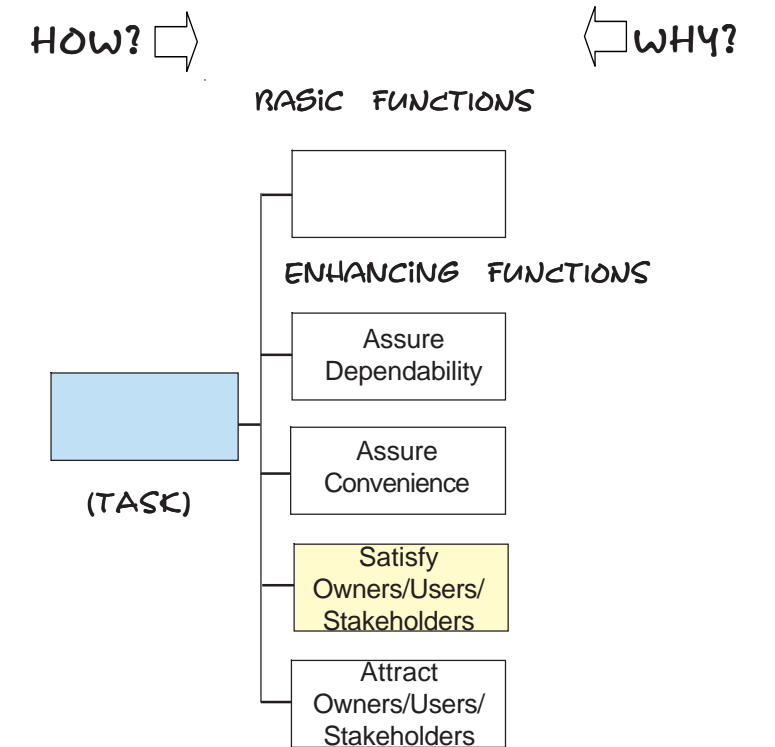 HOW?
WHY?
BASIC FUNCTIONS
ENHANCING FUNCTIONS
Assure
Dependability
Assure
Convenience
(TASK)
Satisfy
Owners/Users/
Stakeholders
Attract
Owners/Users/
Stakeholders